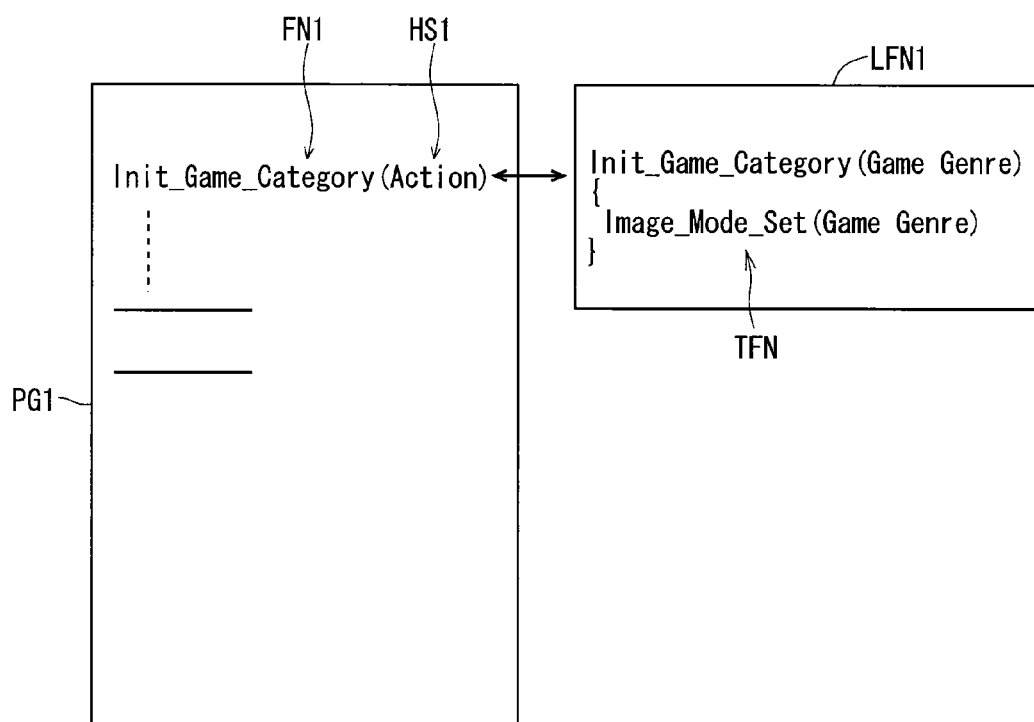 FN1
HS1
LFN1
Init_Game_Category(Action)
Init_Game_Category(Game Genre)
{
Image_Mode_Set(Game Genre)
}
TFN
PG1